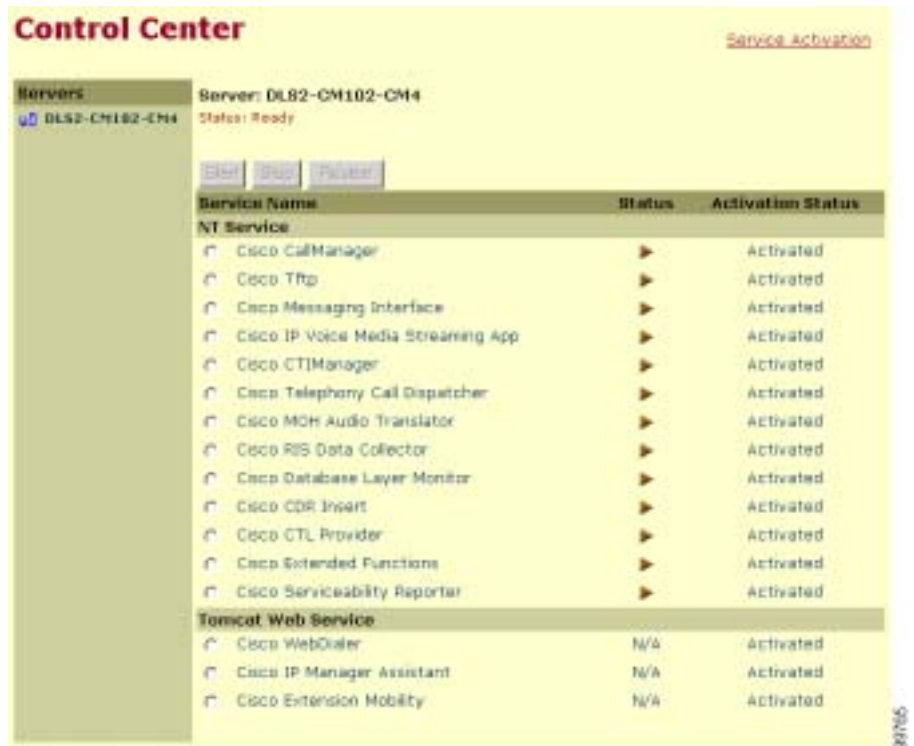 Control Center
Service Activation
Servers
DLS2-CM102-CM4
Server: DLS2-CM102-CM4
Status: Ready
Start Stop Restart
Service Name Status Activation Status
NT Service
Cisco CallManager Activated
Cisco Tftp Activated
Cisco Messaging Interface Activated
Cisco IP Voice Media Streaming App Activated
Cisco CTIManager Activated
Cisco Telephony Call Dispatcher Activated
Cisco MOH Audio Translator Activated
Cisco RIS Data Collector Activated
Cisco Database Layer Monitor Activated
Cisco CDR Insert Activated
Cisco CTL Provider Activated
Cisco Extended Functions Activated
Cisco Serviceability Reporter Activated
Tomcat Web Service
Cisco WebDialer N/A Activated
Cisco IP Manager Assistant N/A Activated
Cisco Extension Mobility N/A Activated
99765